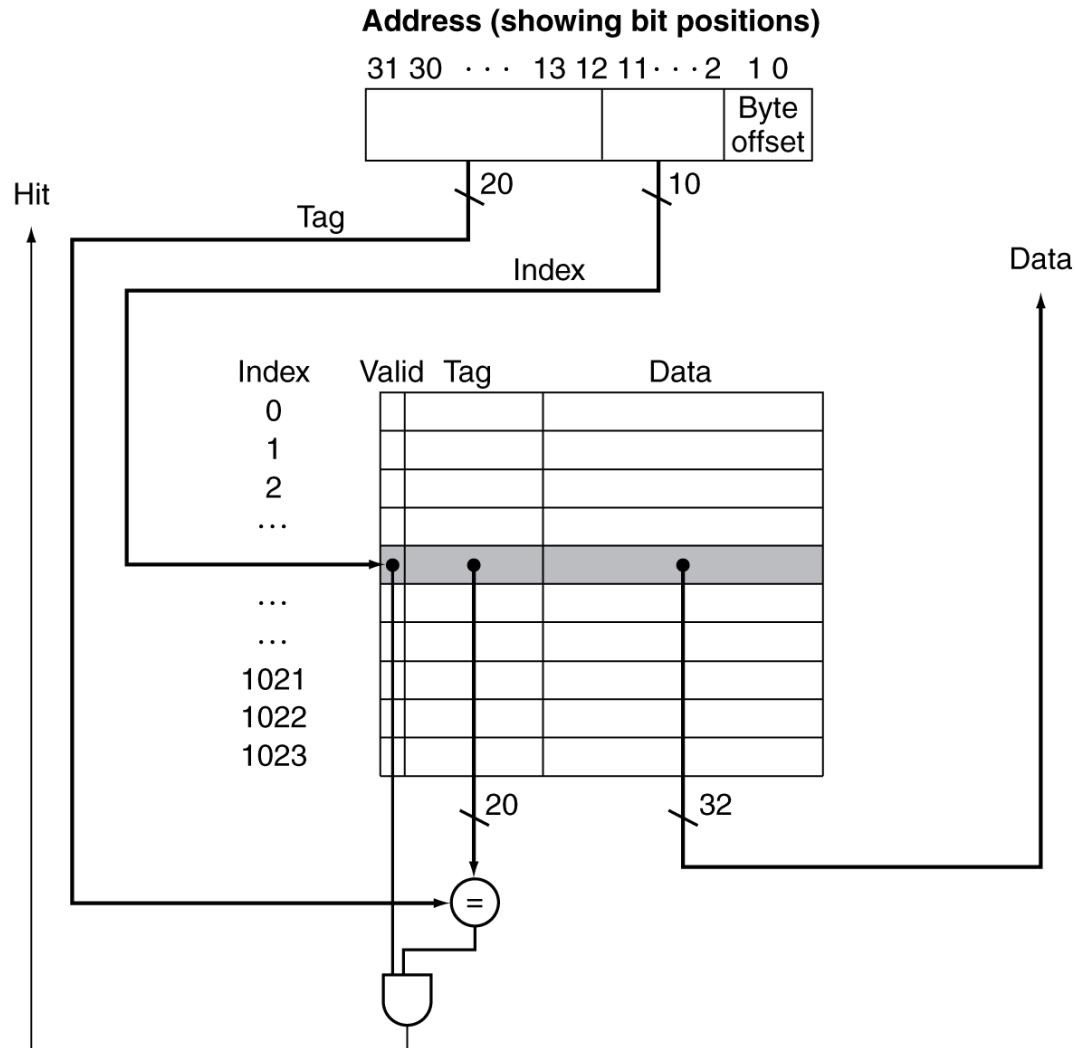 Address (showing bit positions)
31 30 · · · 13 12 11 · · · 2 1 0
Byte
offset
20 10
Hit
Tag
Index
Data
Index Valid Tag Data
0
1
2
...
...
...
1021
1022
1023
20 32
=